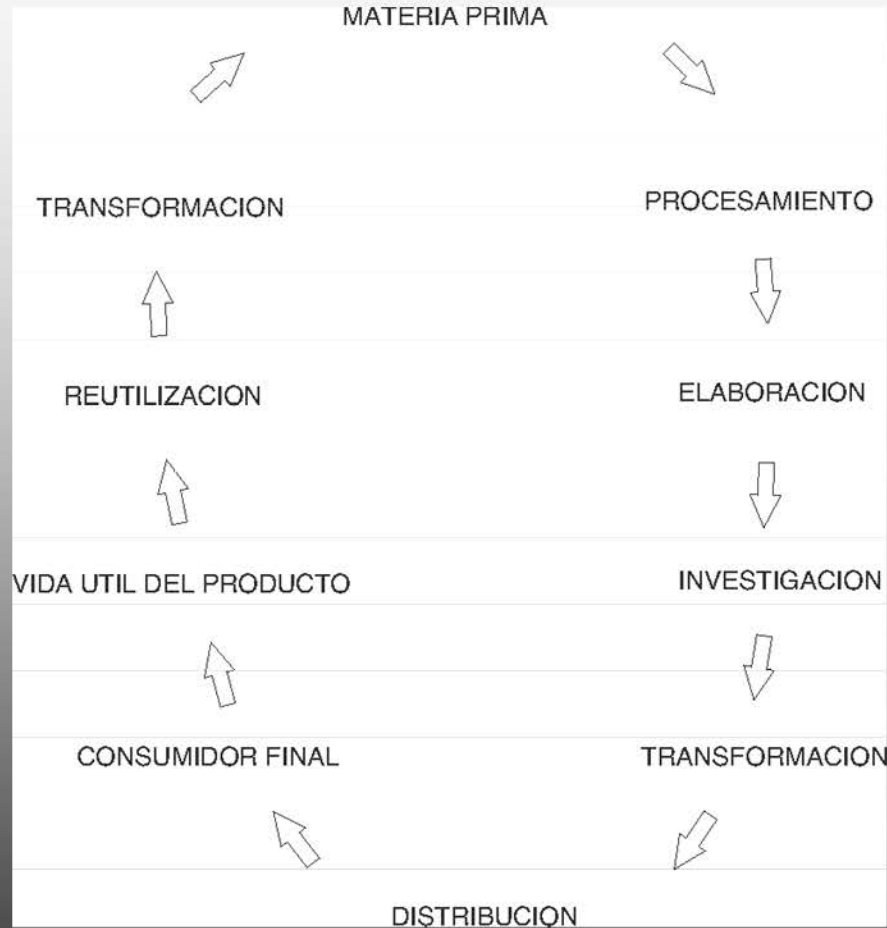 MATERIA PRIMA
TRANSFORMACION
PROCESAMIENTO
REUTILIZACION
ELABORACION
VIDA UTIL DEL PRODUCTO
INVESTIGACION
CONSUMIDOR FINAL
TRANSFORMACION
DISTRIBUCION